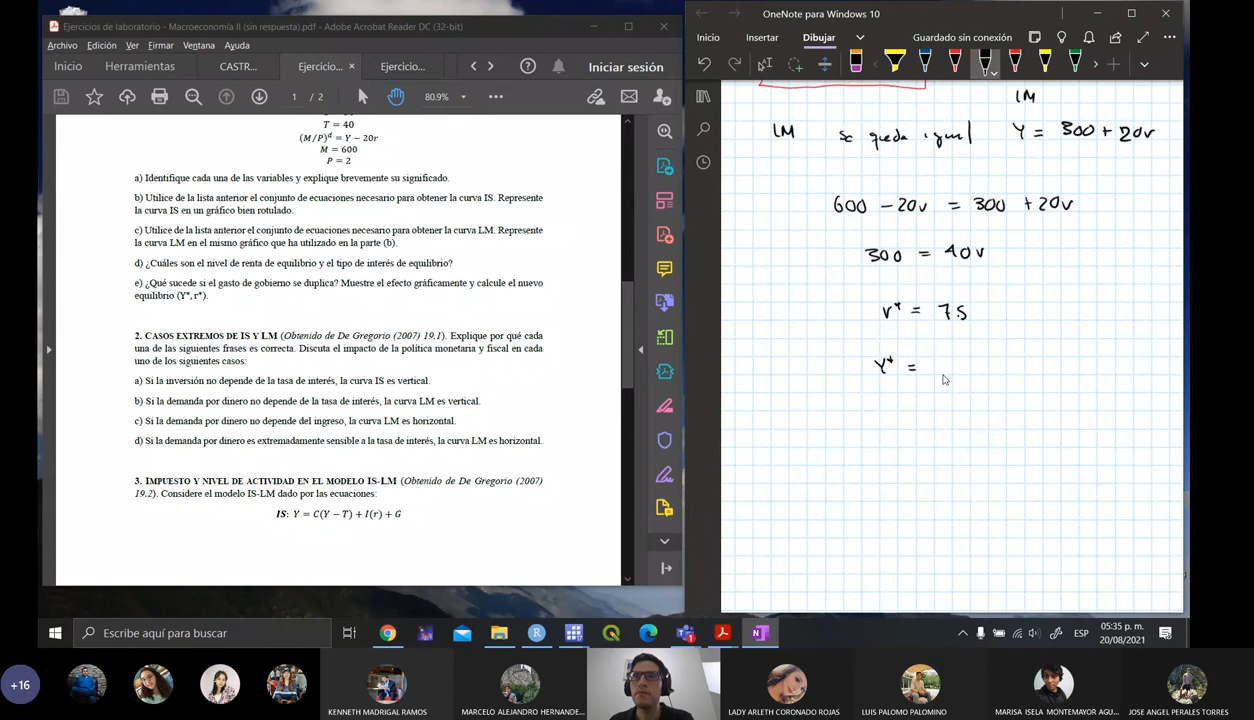 Ejercicios de laboratorio - Macroeconomía II (sin respuesta).pdf - Adobe Acrobat Reader DC (32-bit)
Archivo Edición Ver Firmar Ventana Ayuda
Inicio Herramientas CASTR... Ejercicio... × Ejercicio... Iniciar sesión
1 / 2 80.9%
T = 40
(M/P)^d = Y − 20r
M = 600
P = 2
a) Identifique cada una de las variables y explique brevemente su significado.
b) Utilice de la lista anterior el conjunto de ecuaciones necesario para obtener la curva IS. Represente
la curva IS en un gráfico bien rotulado.
c) Utilice de la lista anterior el conjunto de ecuaciones necesario para obtener la curva LM. Represente
la curva LM en el mismo gráfico que ha utilizado en la parte (b).
d) ¿Cuáles son el nivel de renta de equilibrio y el tipo de interés de equilibrio?
e) ¿Qué sucede si el gasto de gobierno se duplica? Muestre el efecto gráficamente y calcule el nuevo
equilibrio (Y*, r*).
2. CASOS EXTREMOS DE IS Y LM (Obtenido de De Gregorio (2007) 19.1). Explique por qué cada
una de las siguientes frases es correcta. Discuta el impacto de la política monetaria y fiscal en cada
uno de los siguientes casos:
a) Si la inversión no depende de la tasa de interés, la curva IS es vertical.
b) Si la demanda por dinero no depende de la tasa de interés, la curva LM es vertical.
c) Si la demanda por dinero no depende del ingreso, la curva LM es horizontal.
d) Si la demanda por dinero es extremadamente sensible a la tasa de interés, la curva LM es horizontal.
3. IMPUESTO Y NIVEL DE ACTIVIDAD EN EL MODELO IS-LM (Obtenido de De Gregorio (2007)
19.2). Considere el modelo IS-LM dado por las ecuaciones:
IS: Y = C(Y − T) + I(r) + G
OneNote para Windows 10
Inicio Insertar Dibujar Guardado sin conexión
LM
LM se queda igual Y = 300 + 20r
600 − 20r = 300 + 20r
300 = 40r
r* = 7.5
Y* =
Escribe aquí para buscar
ESP
05:35 p. m.
20/08/2021
+16
KENNETH MADRIGAL RAMOS
MARCELO ALEJANDRO HERNANDE...
LADY ARLETH CORONADO ROJAS
LUIS PALOMO PALOMINO
MARISA ISELA MONTEMAYOR AGU...
JOSE ANGEL PERALES TORRES